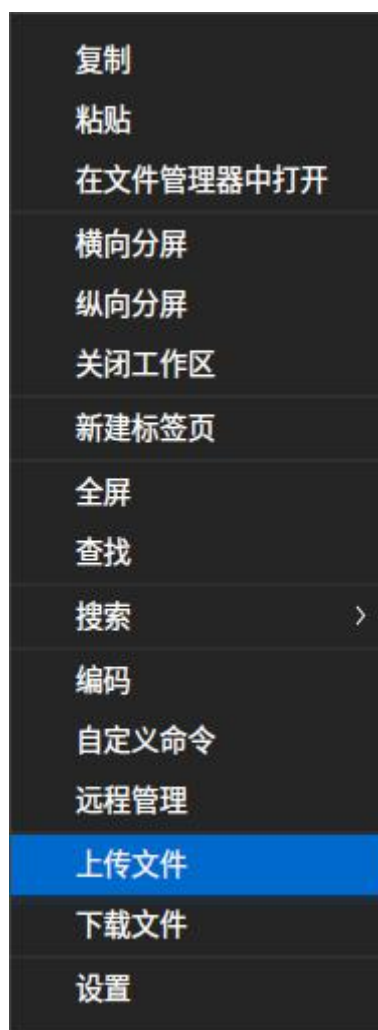 复制
粘贴
在文件管理器中打开
横向分屏
纵向分屏
关闭工作区
新建标签页
全屏
查找
搜索
编码
自定义命令
远程管理
上传文件
下载文件
设置